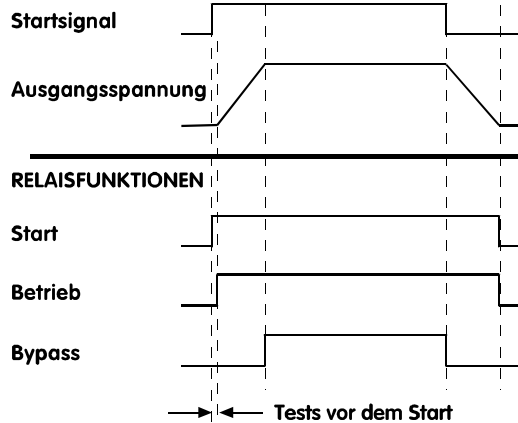 Startsignal
Ausgangsspannung
RELAISFUNKTIONEN
Start
Betrieb
Bypass
Tests vor dem Start